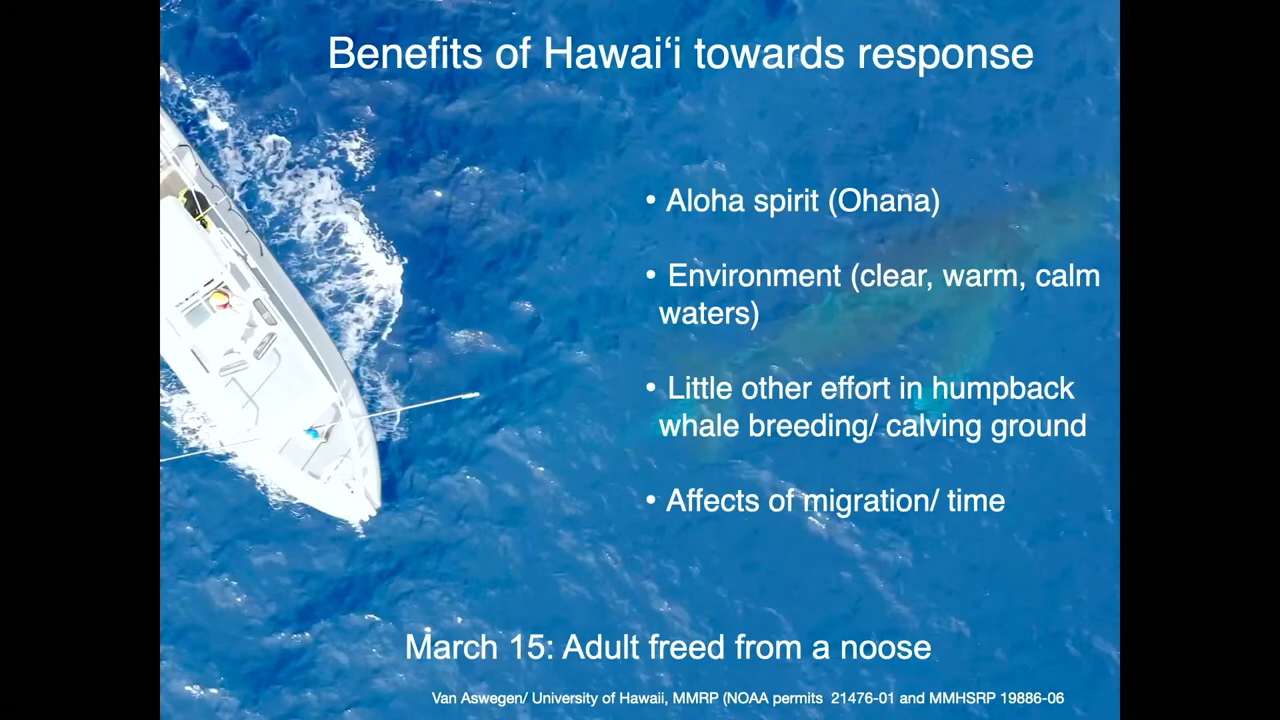 Benefits of Hawai‘i towards response
• Aloha spirit (Ohana)
• Environment (clear, warm, calm
waters)
• Little other effort in humpback
whale breeding/ calving ground
• Affects of migration/ time
March 15: Adult freed from a noose
Van Aswegen/ University of Hawaii, MMRP (NOAA permits 21476-01 and MMHSRP 19886-06